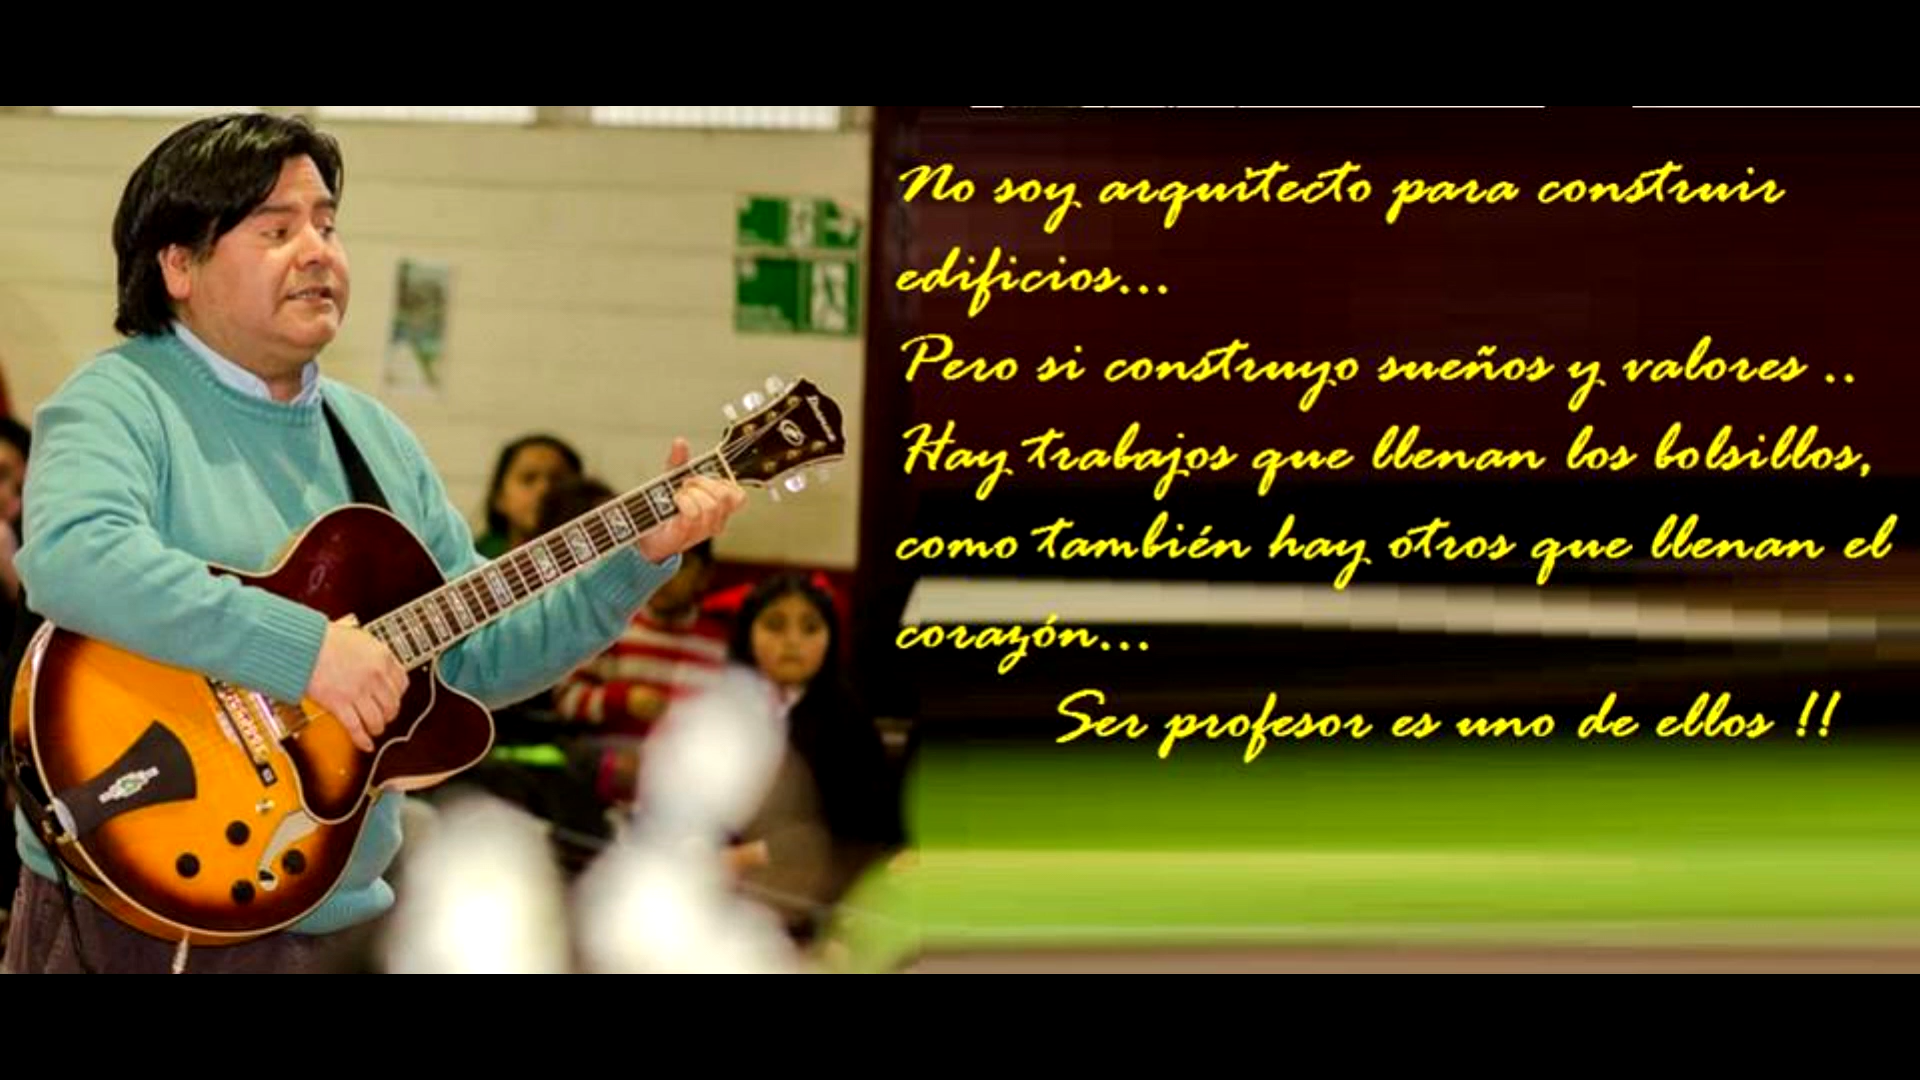 No soy arquitecto para construir
edificios...
Pero si construyo sueños y valores ..
Hay trabajos que llenan los bolsillos,
como también hay otros que llenan el
corazón...
Ser profesor es uno de ellos !!
Ibanez